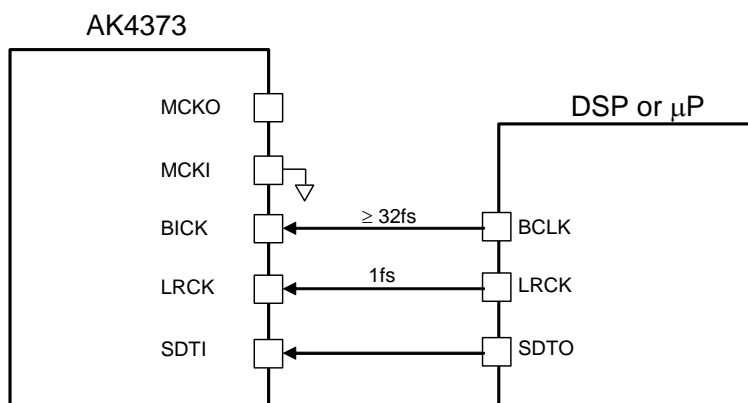 AK4373
DSP or μP
MCKO
MCKI
BICK
≥ 32fs
BCLK
LRCK
1fs
LRCK
SDTI
SDTO